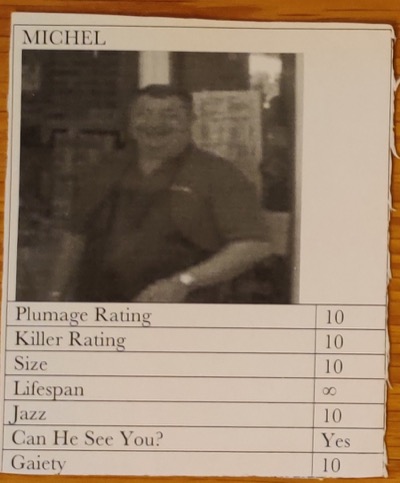 MICHEL
Plumage Rating 10
Killer Rating 10
Size 10
Lifespan ∞
Jazz 10
Can He See You? Yes
Gaiety 10